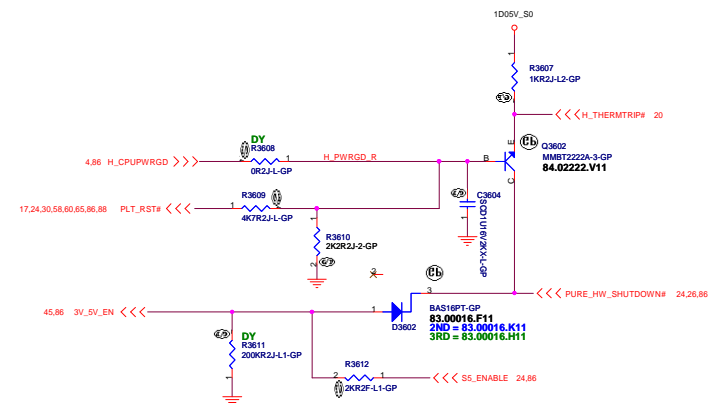 1D05V_S0
1
R3607
1KR2J-L2-GP
H_THERMTRIP# 20
E
Q3602
MMBT2222A-3-GP
84.02222.V11
B
C
DY
R3608
4,86 H_CPUPWRGD
1
H_PWRGD_R
0R2J-L-GP
R3609
17,24,30,58,60,65,86,88 PLT_RST#
1
4K7R2J-L-GP
C3604
SCD1U16V2KX-L-GP
1
1
R3610
2K2R2J-2-GP
2
2
3
PURE_HW_SHUTDOWN# 24,26,86
45,86 3V_5V_EN
1
BAS16PT-GP
83.00016.F11
2ND = 83.00016.K11
3RD = 83.00016.H11
D3602
DY
R3611
200KR2J-L1-GP
1
R3612
2
1
S5_ENABLE 24,86
2KR2F-L1-GP